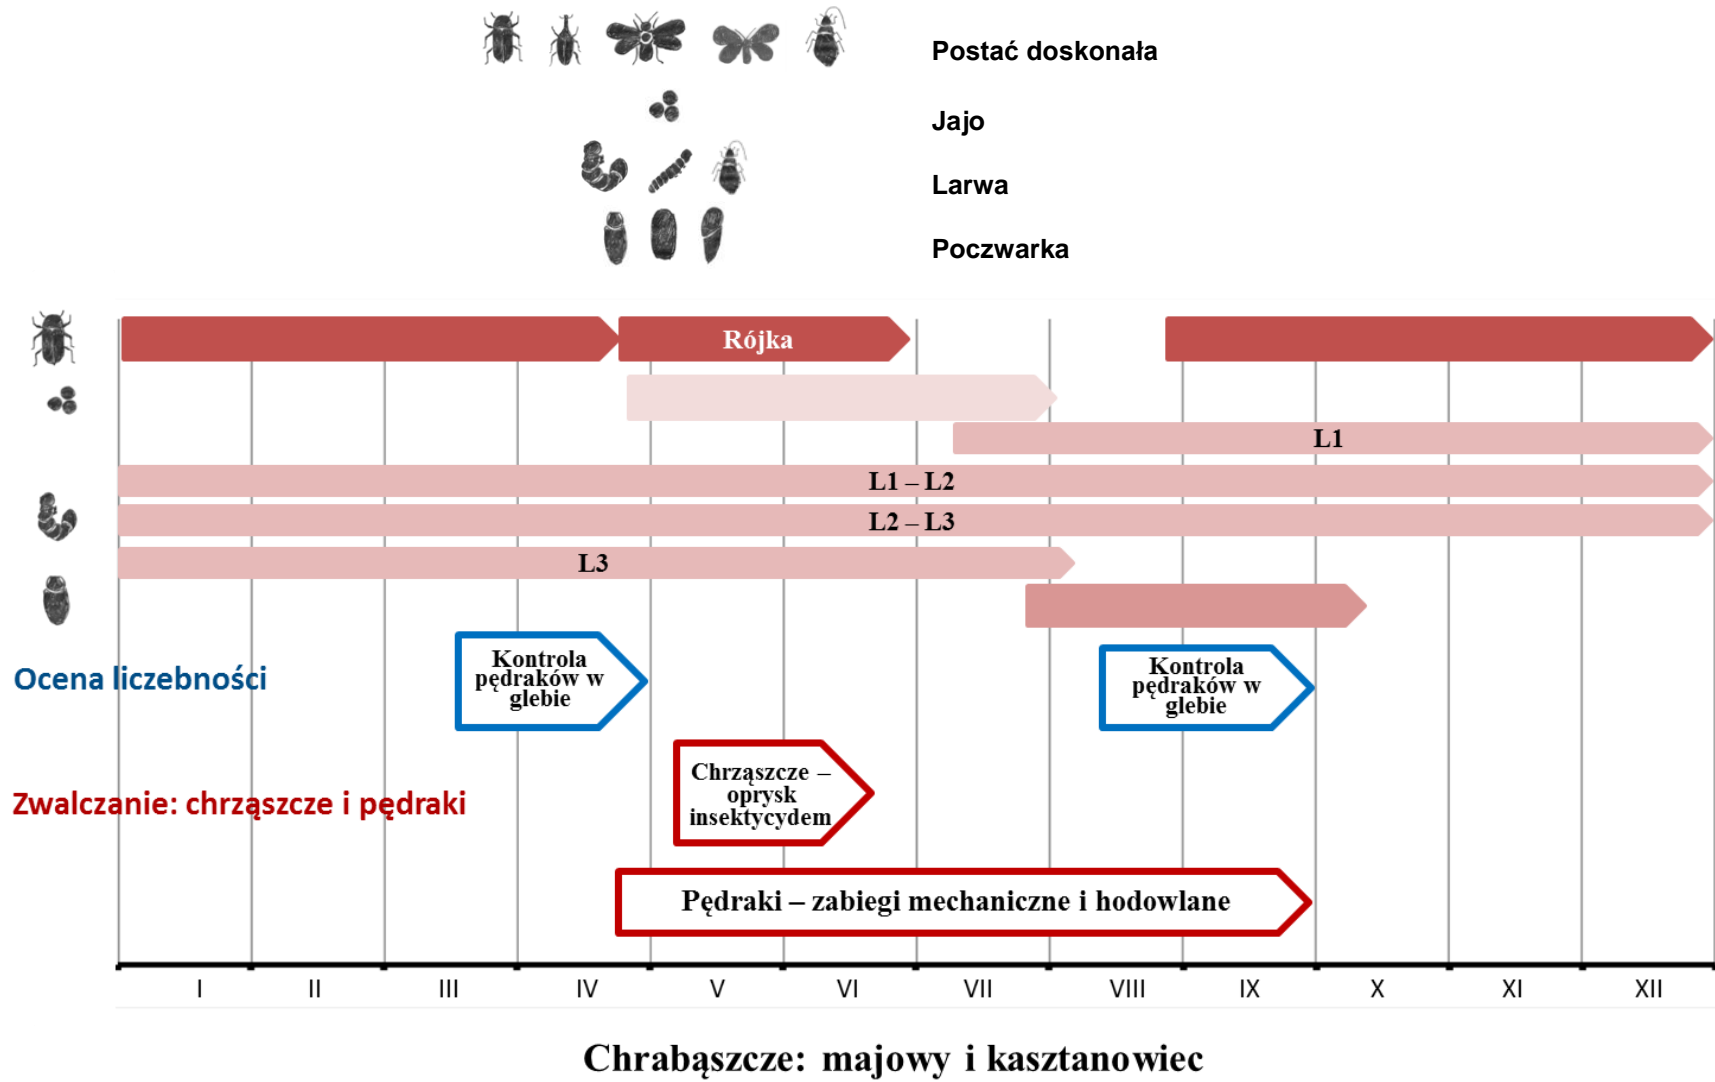 Postać doskonała
Jajo
Larwa
Poczwarka
Rójka
L1
L1 – L2
L2 – L3
L3
Ocena liczebności
Kontrola
pędraków w
glebie
Kontrola
pędraków w
glebie
Zwalczanie: chrząszcze i pędraki
Chrząszcze –
oprysk
insektycydem
Pędraki – zabiegi mechaniczne i hodowlane
I II III IV V VI VII VIII IX X XI XII
Chrabąszcze: majowy i kasztanowiec